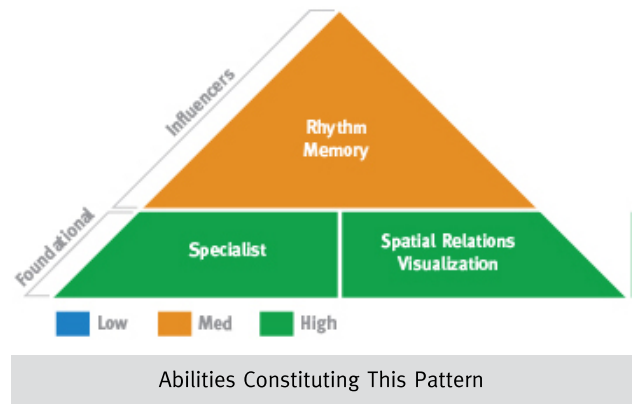 Influencers
Rhythm
Memory
Foundational
Specialist
Spatial Relations
Visualization
Low
Med
High
Abilities Constituting This Pattern